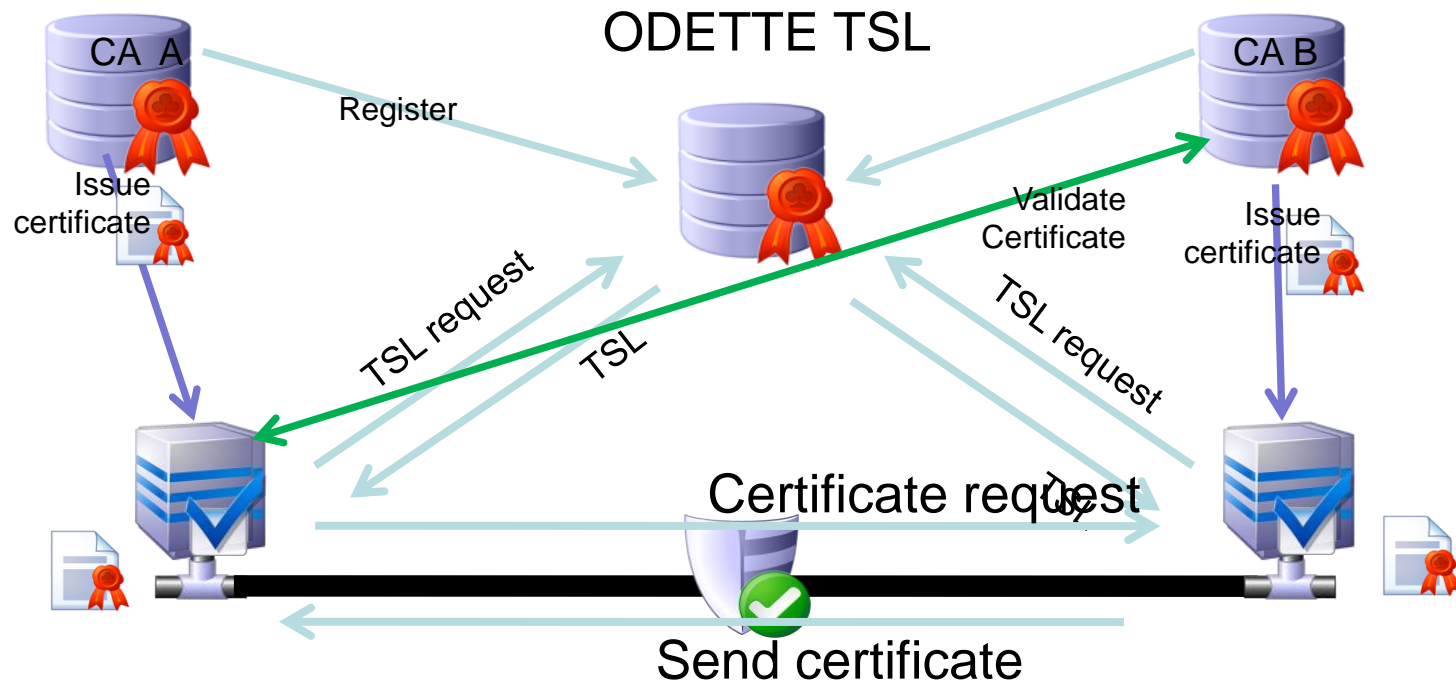 ODETTE TSL
CA A
CA B
Register
Issue
certificate
Validate
Certificate
Issue
certificate
TSL request
TSL
TSL request
TSL
Certificate request
Send certificate